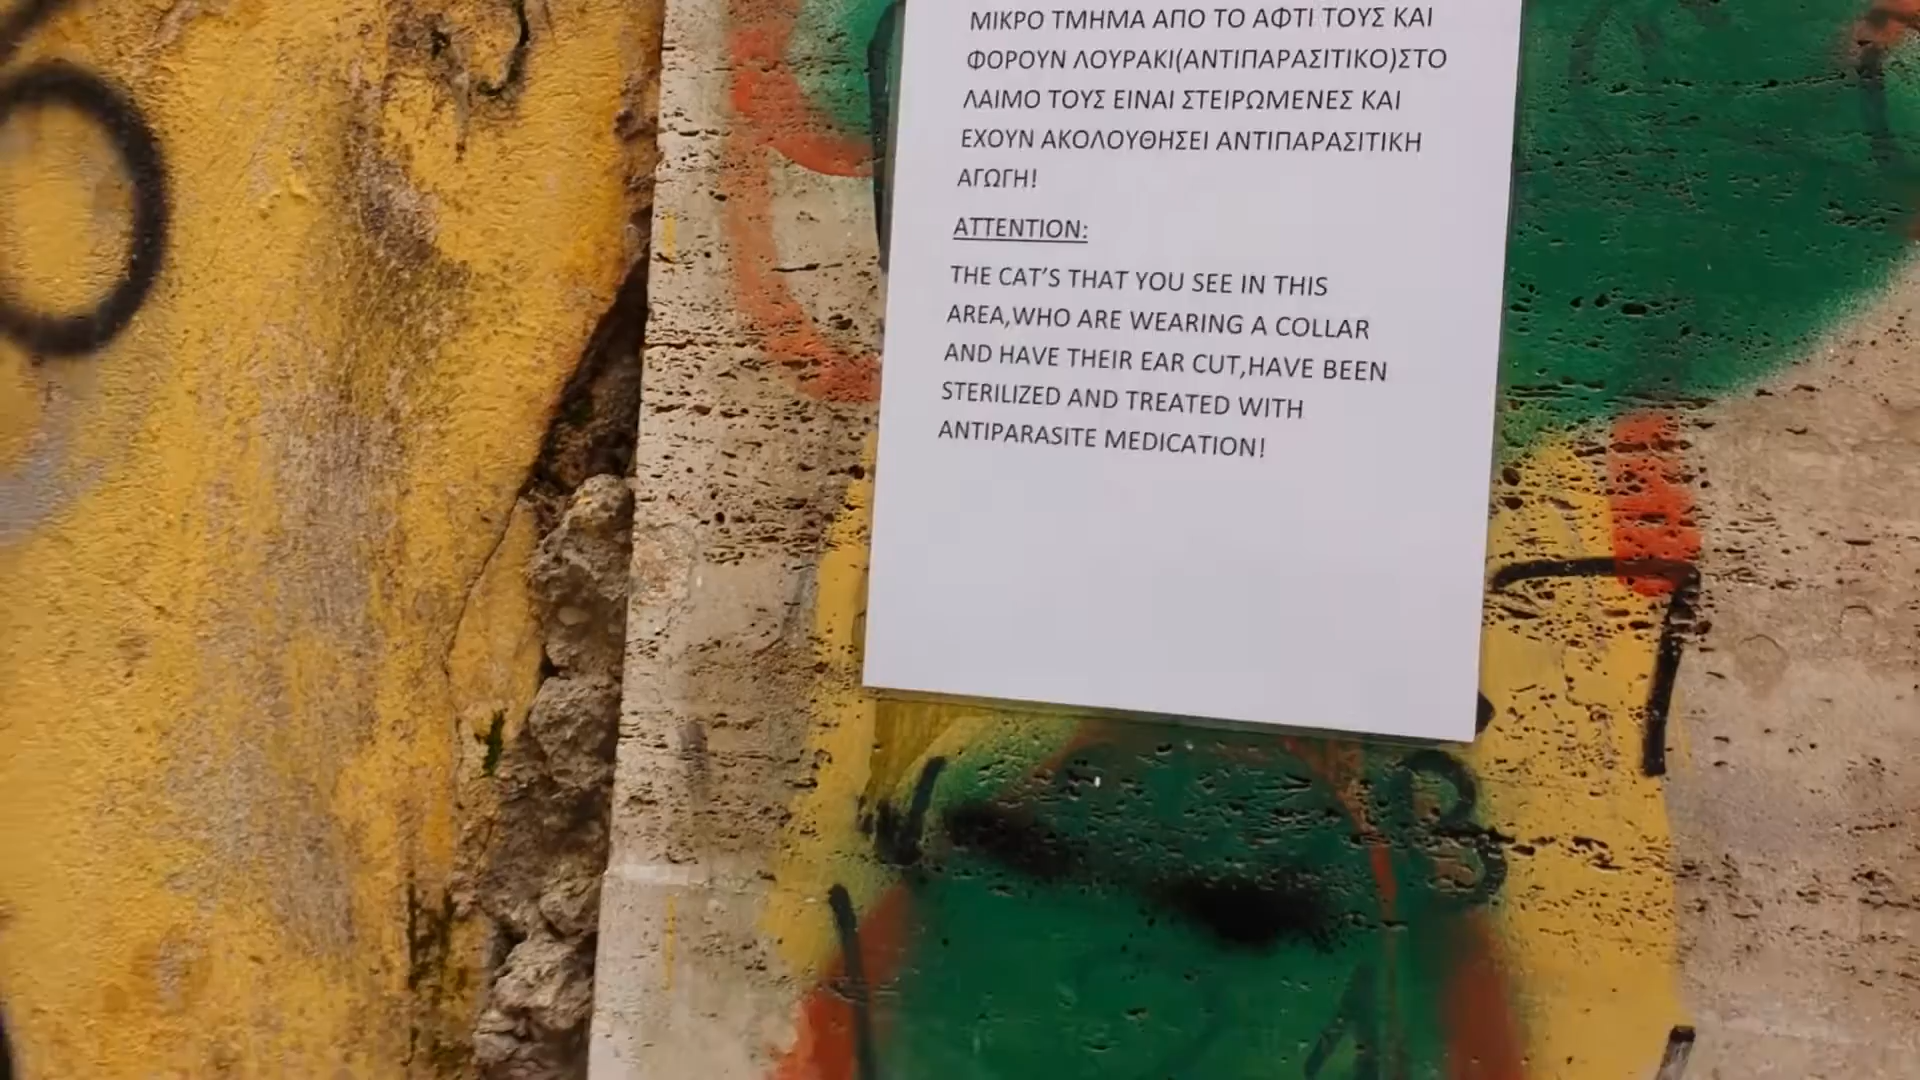 ΜΙΚΡΟ ΤΜΗΜΑ ΑΠΟ ΤΟ ΑΦΤΙ ΤΟΥΣ ΚΑΙ
ΦΟΡΟΥΝ ΛΟΥΡΑΚΙ(ΑΝΤΙΠΑΡΑΣΙΤΙΚΟ)ΣΤΟ
ΛΑΙΜΟ ΤΟΥΣ ΕΙΝΑΙ ΣΤΕΙΡΩΜΕΝΕΣ ΚΑΙ
ΕΧΟΥΝ ΑΚΟΛΟΥΘΗΣΕΙ ΑΝΤΙΠΑΡΑΣΙΤΙΚΗ
ΑΓΩΓΗ!
ATTENTION:
THE CAT’S THAT YOU SEE IN THIS
AREA,WHO ARE WEARING A COLLAR
AND HAVE THEIR EAR CUT,HAVE BEEN
STERILIZED AND TREATED WITH
ANTIPARASITE MEDICATION!